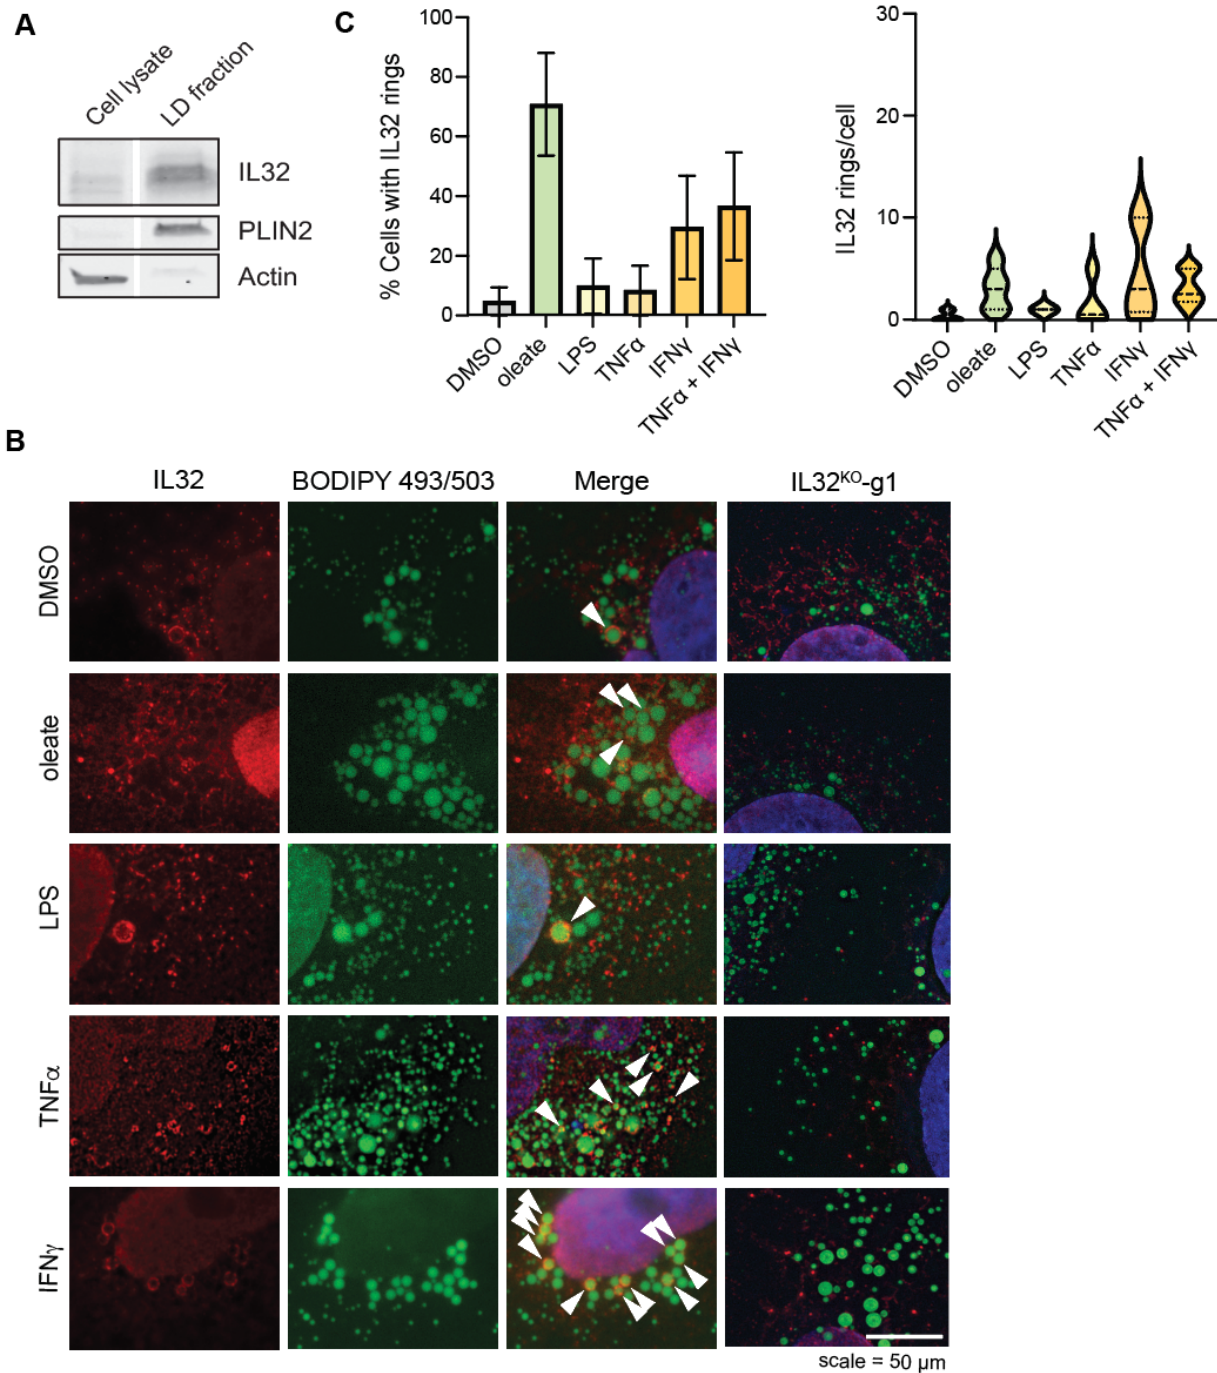 A
Cell lysate
LD fraction
IL32
PLIN2
Actin
C
% Cells with IL32 rings
100
80
60
40
20
0
DMSO
oleate
LPS
TNFα
IFNγ
TNFα + IFNγ
IL32 rings/cell
30
20
10
0
DMSO
oleate
LPS
TNFα
IFNγ
TNFα + IFNγ
B
IL32
BODIPY 493/503
Merge
IL32KO-g1
DMSO
oleate
LPS
TNFα
IFNγ
scale = 50 µm